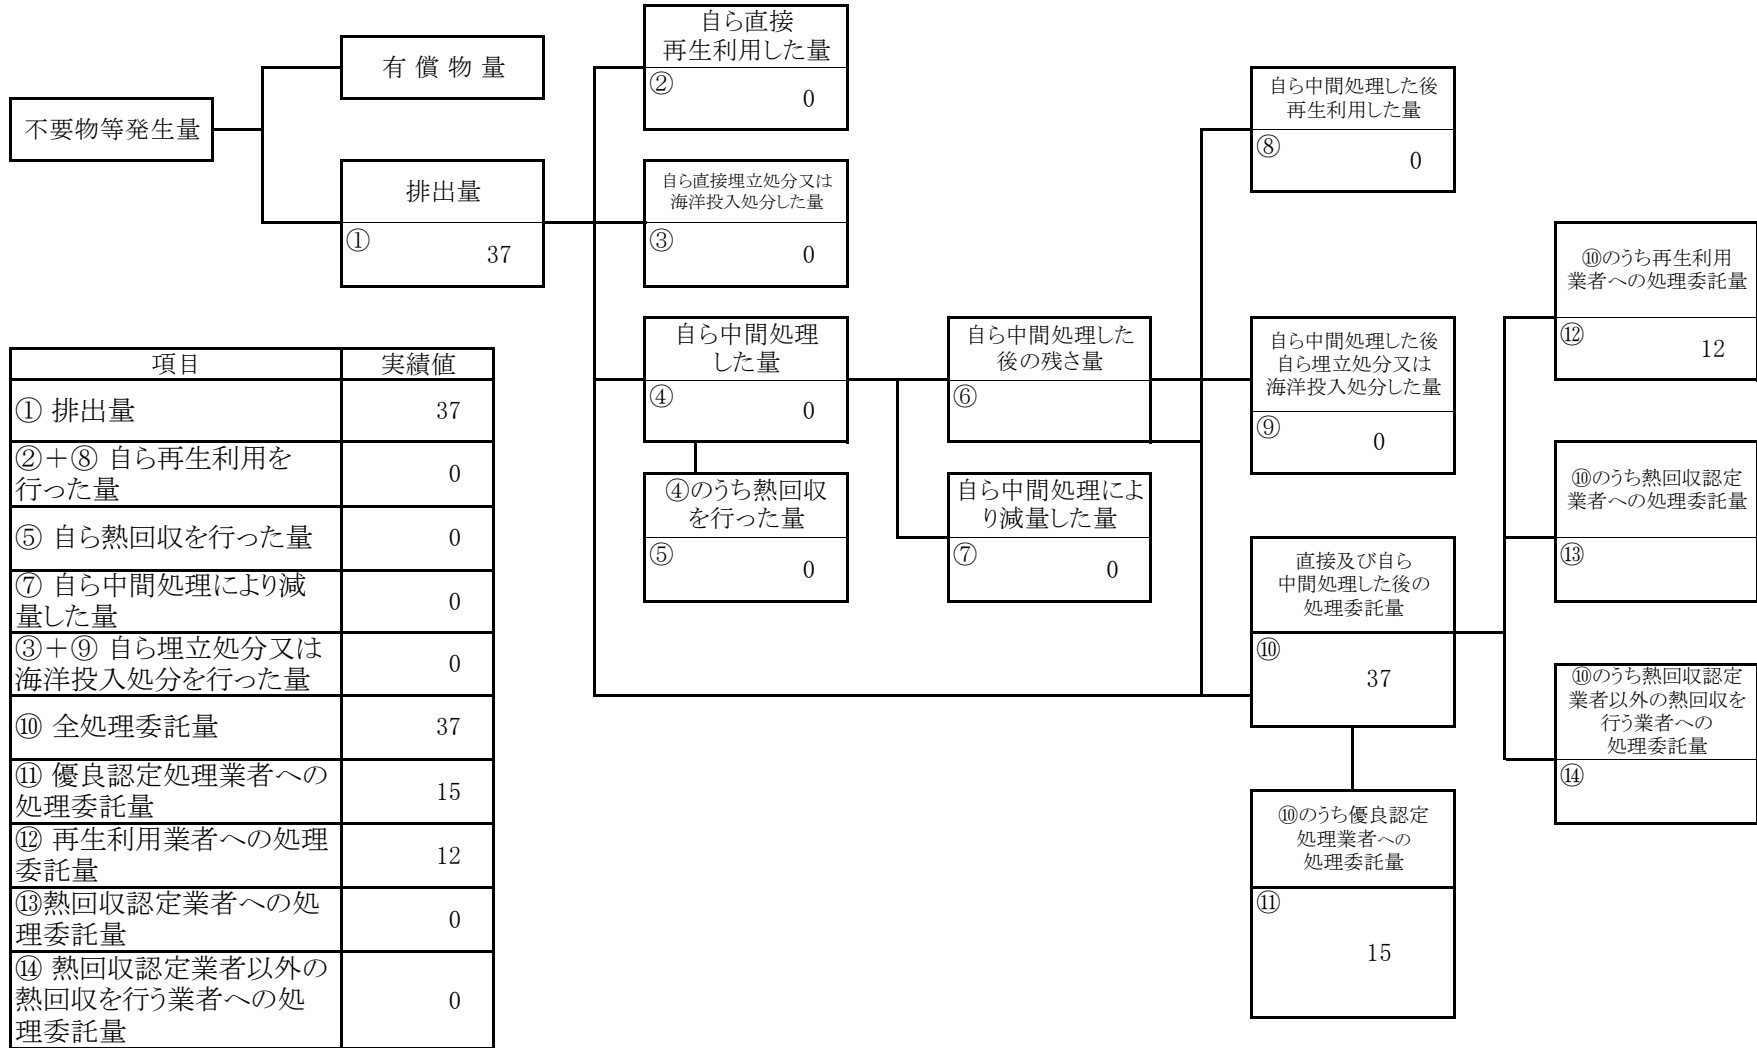 不要物等発生量
有償物量
排出量
①
37
自ら直接
再生利用した量
②
0
自ら直接埋立処分又は
海洋投入処分した量
③
0
自ら中間処理
した量
④
0
④のうち熱回収
を行った量
⑤
0
自ら中間処理した
後の残さ量
⑥
自ら中間処理によ
り減量した量
⑦
0
自ら中間処理した後
再生利用した量
⑧
0
自ら中間処理した後
自ら埋立処分又は
海洋投入処分した量
⑨
0
直接及び自ら
中間処理した後の
処理委託量
⑩
37
⑩のうち優良認定
処理業者への
処理委託量
⑪
15
⑩のうち再生利用
業者への処理委託量
⑫
12
⑩のうち熱回収認定
業者への処理委託量
⑬
⑩のうち熱回収認定
業者以外の熱回収を
行う業者への
処理委託量
⑭
項目 実績値
① 排出量 37
②＋⑧ 自ら再生利用を
行った量 0
⑤ 自ら熱回収を行った量 0
⑦ 自ら中間処理により減
量した量 0
③＋⑨ 自ら埋立処分又は
海洋投入処分を行った量 0
⑩ 全処理委託量 37
⑪ 優良認定処理業者への
処理委託量 15
⑫ 再生利用業者への処理
委託量 12
⑬熱回収認定業者への処
理委託量 0
⑭ 熱回収認定業者以外の
熱回収を行う業者への処
理委託量 0